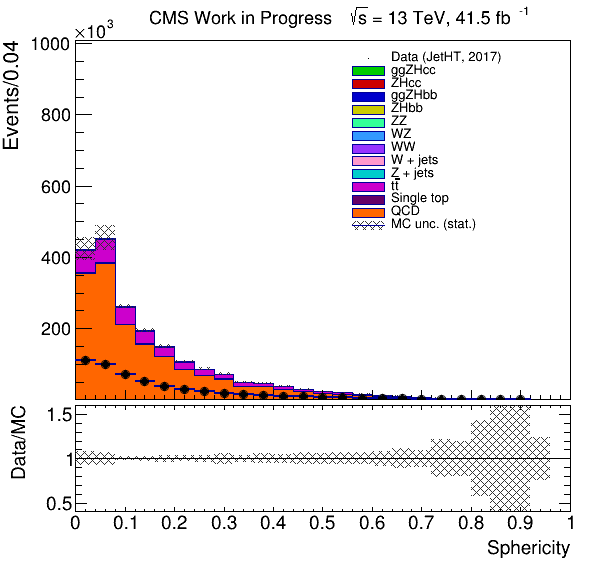 CMS Work in Progress √s = 13 TeV, 41.5 fb⁻¹
×10³
Events/0.04
1000
800
600
400
200
Data (JetHT, 2017)
ggZHcc
ZHcc
ggZHbb
ZHbb
ZZ
WZ
WW
W + jets
Z + jets
tt̄
Single top
QCD
MC unc. (stat.)
Data/MC
1.5
1
0.5
0 0.1 0.2 0.3 0.4 0.5 0.6 0.7 0.8 0.9 1
Sphericity